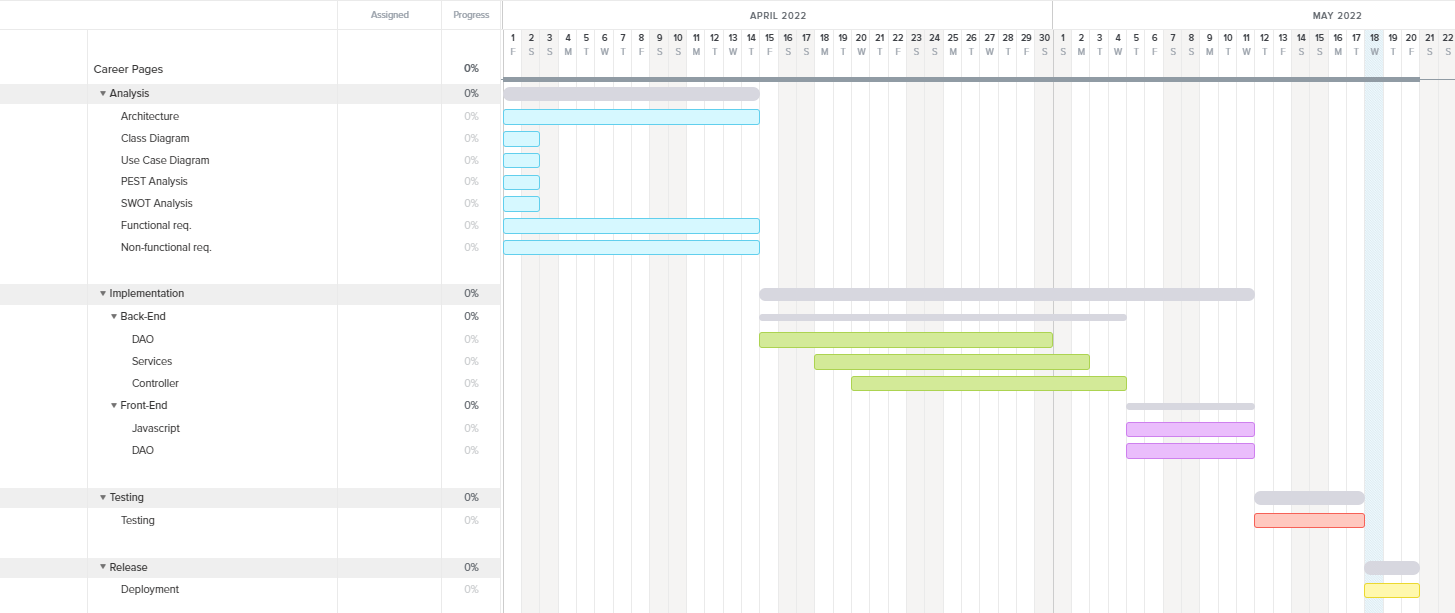 Assigned Progress APRIL 2022 MAY 2022
1 2 3 4 5 6 7 8 9 10 11 12 13 14 15 16 17 18 19 20 21 22 23 24 25 26 27 28 29 30 1 2 3 4 5 6 7 8 9 10 11 12 13 14 15 16 17 18 19 20 21 22
F S S M T W T F S S M T W T F S S M T W T F S S M T W T F S S M T W T F S S M T W T F S S M T W T F S S
Career Pages 0%
Analysis 0%
Architecture 0%
Class Diagram 0%
Use Case Diagram 0%
PEST Analysis 0%
SWOT Analysis 0%
Functional req. 0%
Non-functional req. 0%
Implementation 0%
Back-End 0%
DAO 0%
Services 0%
Controller 0%
Front-End 0%
Javascript 0%
DAO 0%
Testing 0%
Testing 0%
Release 0%
Deployment 0%